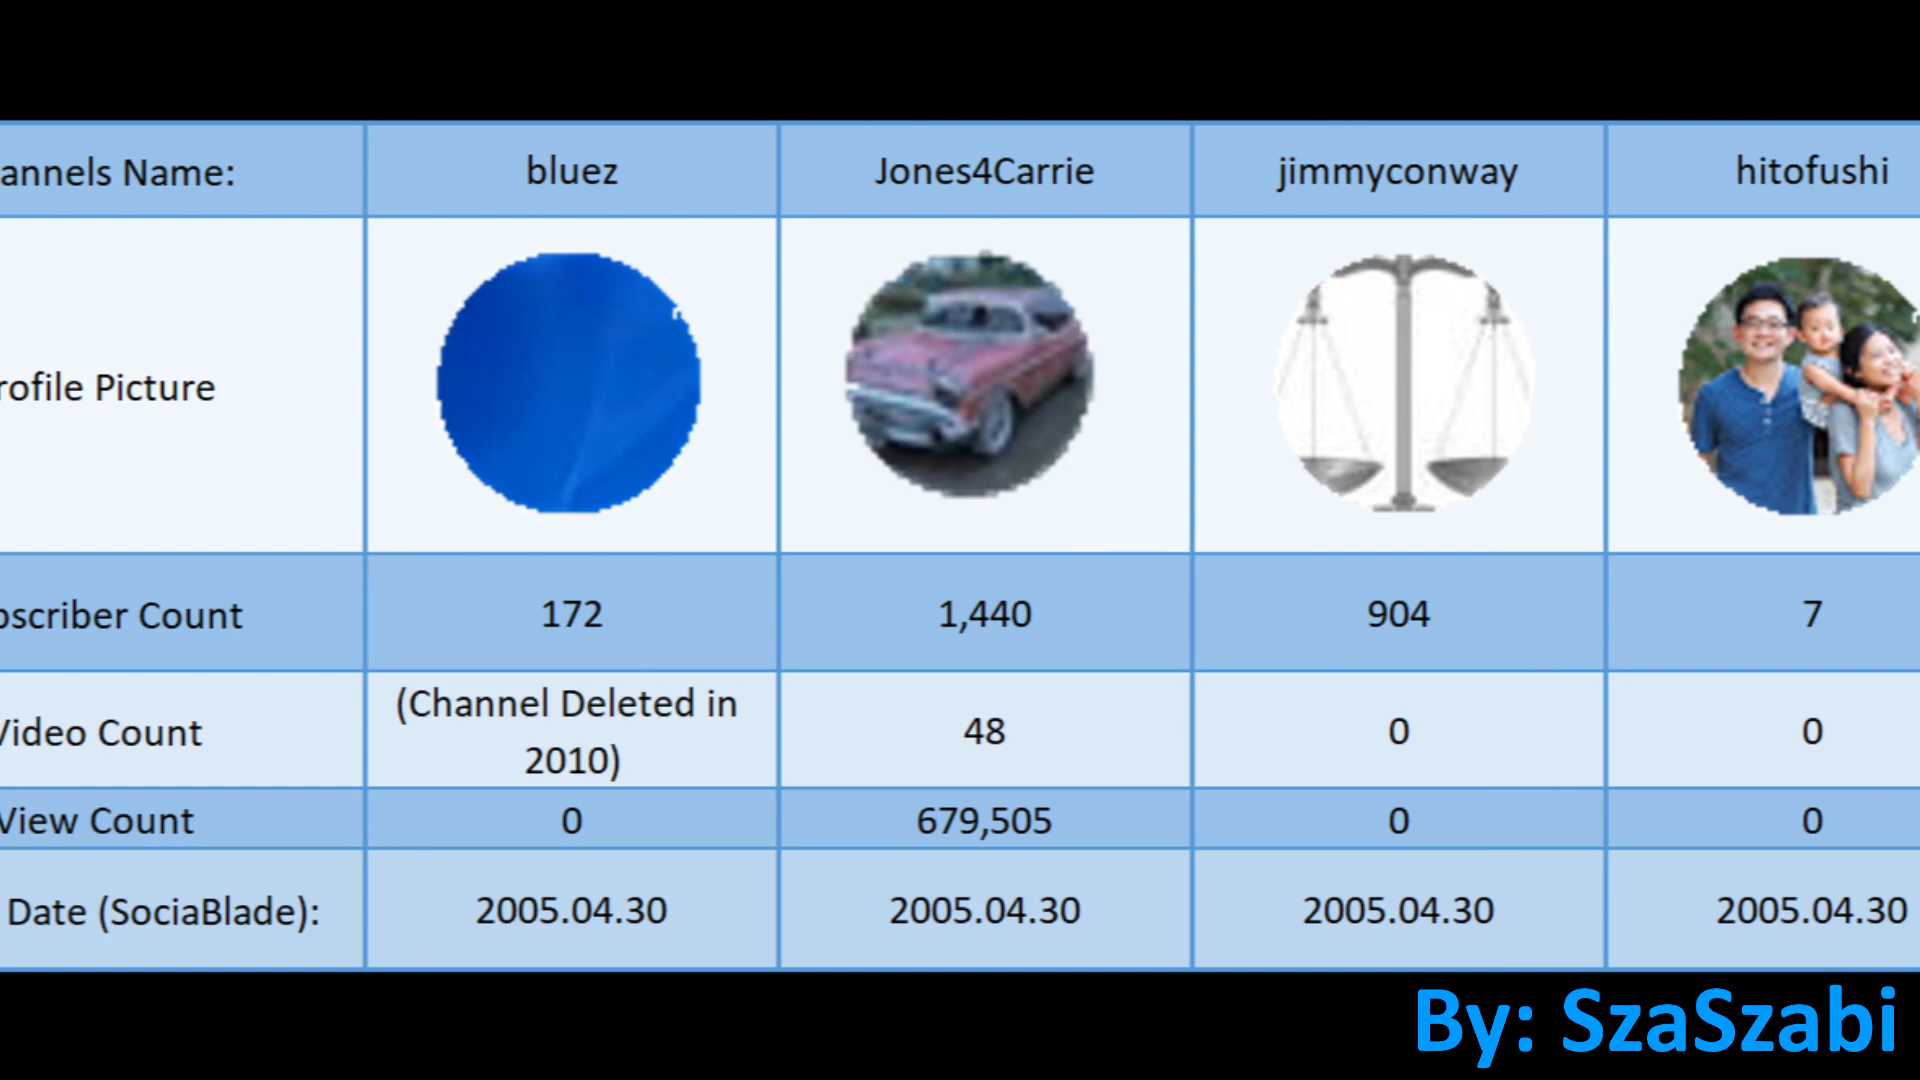 annels Name: bluez Jones4Carrie jimmyconway hitofushi
rofile Picture
bscriber Count 172 1,440 904 7
Video Count (Channel Deleted in 2010) 48 0 0
View Count 0 679,505 0 0
Date (SociaBlade): 2005.04.30 2005.04.30 2005.04.30 2005.04.30
By: SzaSzabi